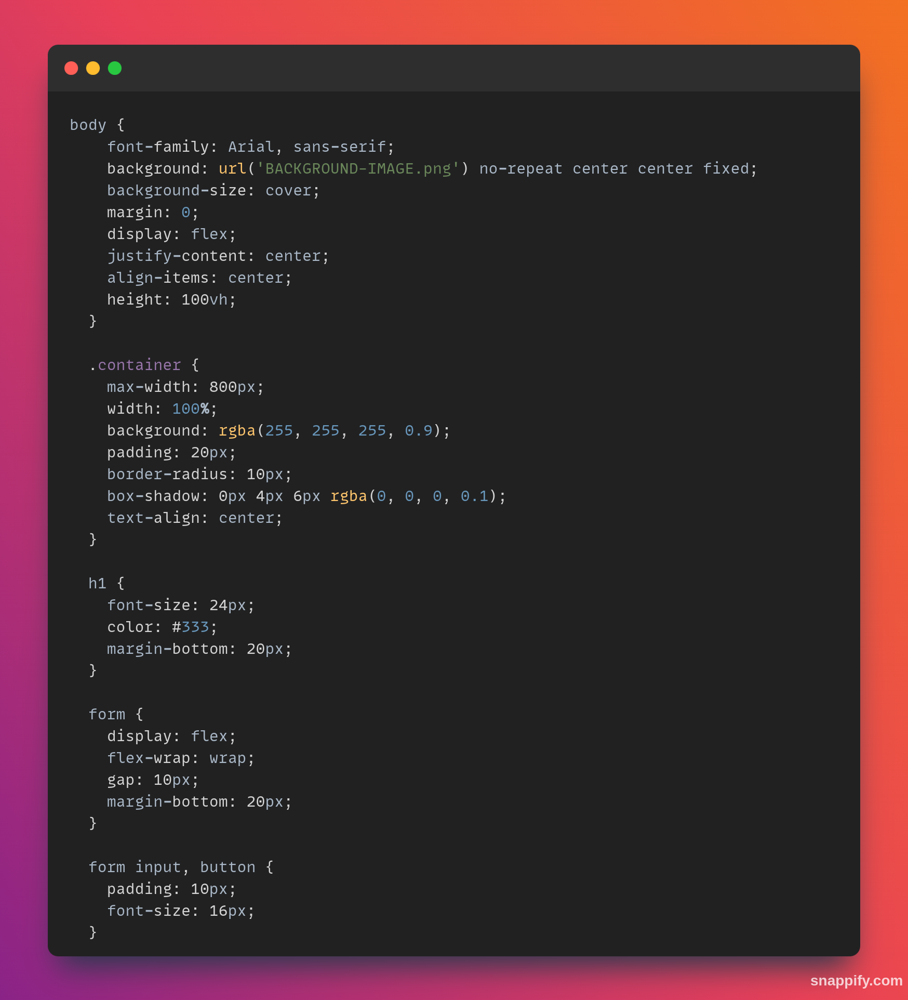 body {
    font-family: Arial, sans-serif;
    background: url('BACKGROUND-IMAGE.png') no-repeat center center fixed;
    background-size: cover;
    margin: 0;
    display: flex;
    justify-content: center;
    align-items: center;
    height: 100vh;
  }

  .container {
    max-width: 800px;
    width: 100%;
    background: rgba(255, 255, 255, 0.9);
    padding: 20px;
    border-radius: 10px;
    box-shadow: 0px 4px 6px rgba(0, 0, 0, 0.1);
    text-align: center;
  }

  h1 {
    font-size: 24px;
    color: #333;
    margin-bottom: 20px;
  }

  form {
    display: flex;
    flex-wrap: wrap;
    gap: 10px;
    margin-bottom: 20px;
  }

  form input, button {
    padding: 10px;
    font-size: 16px;
  }
snappify.com